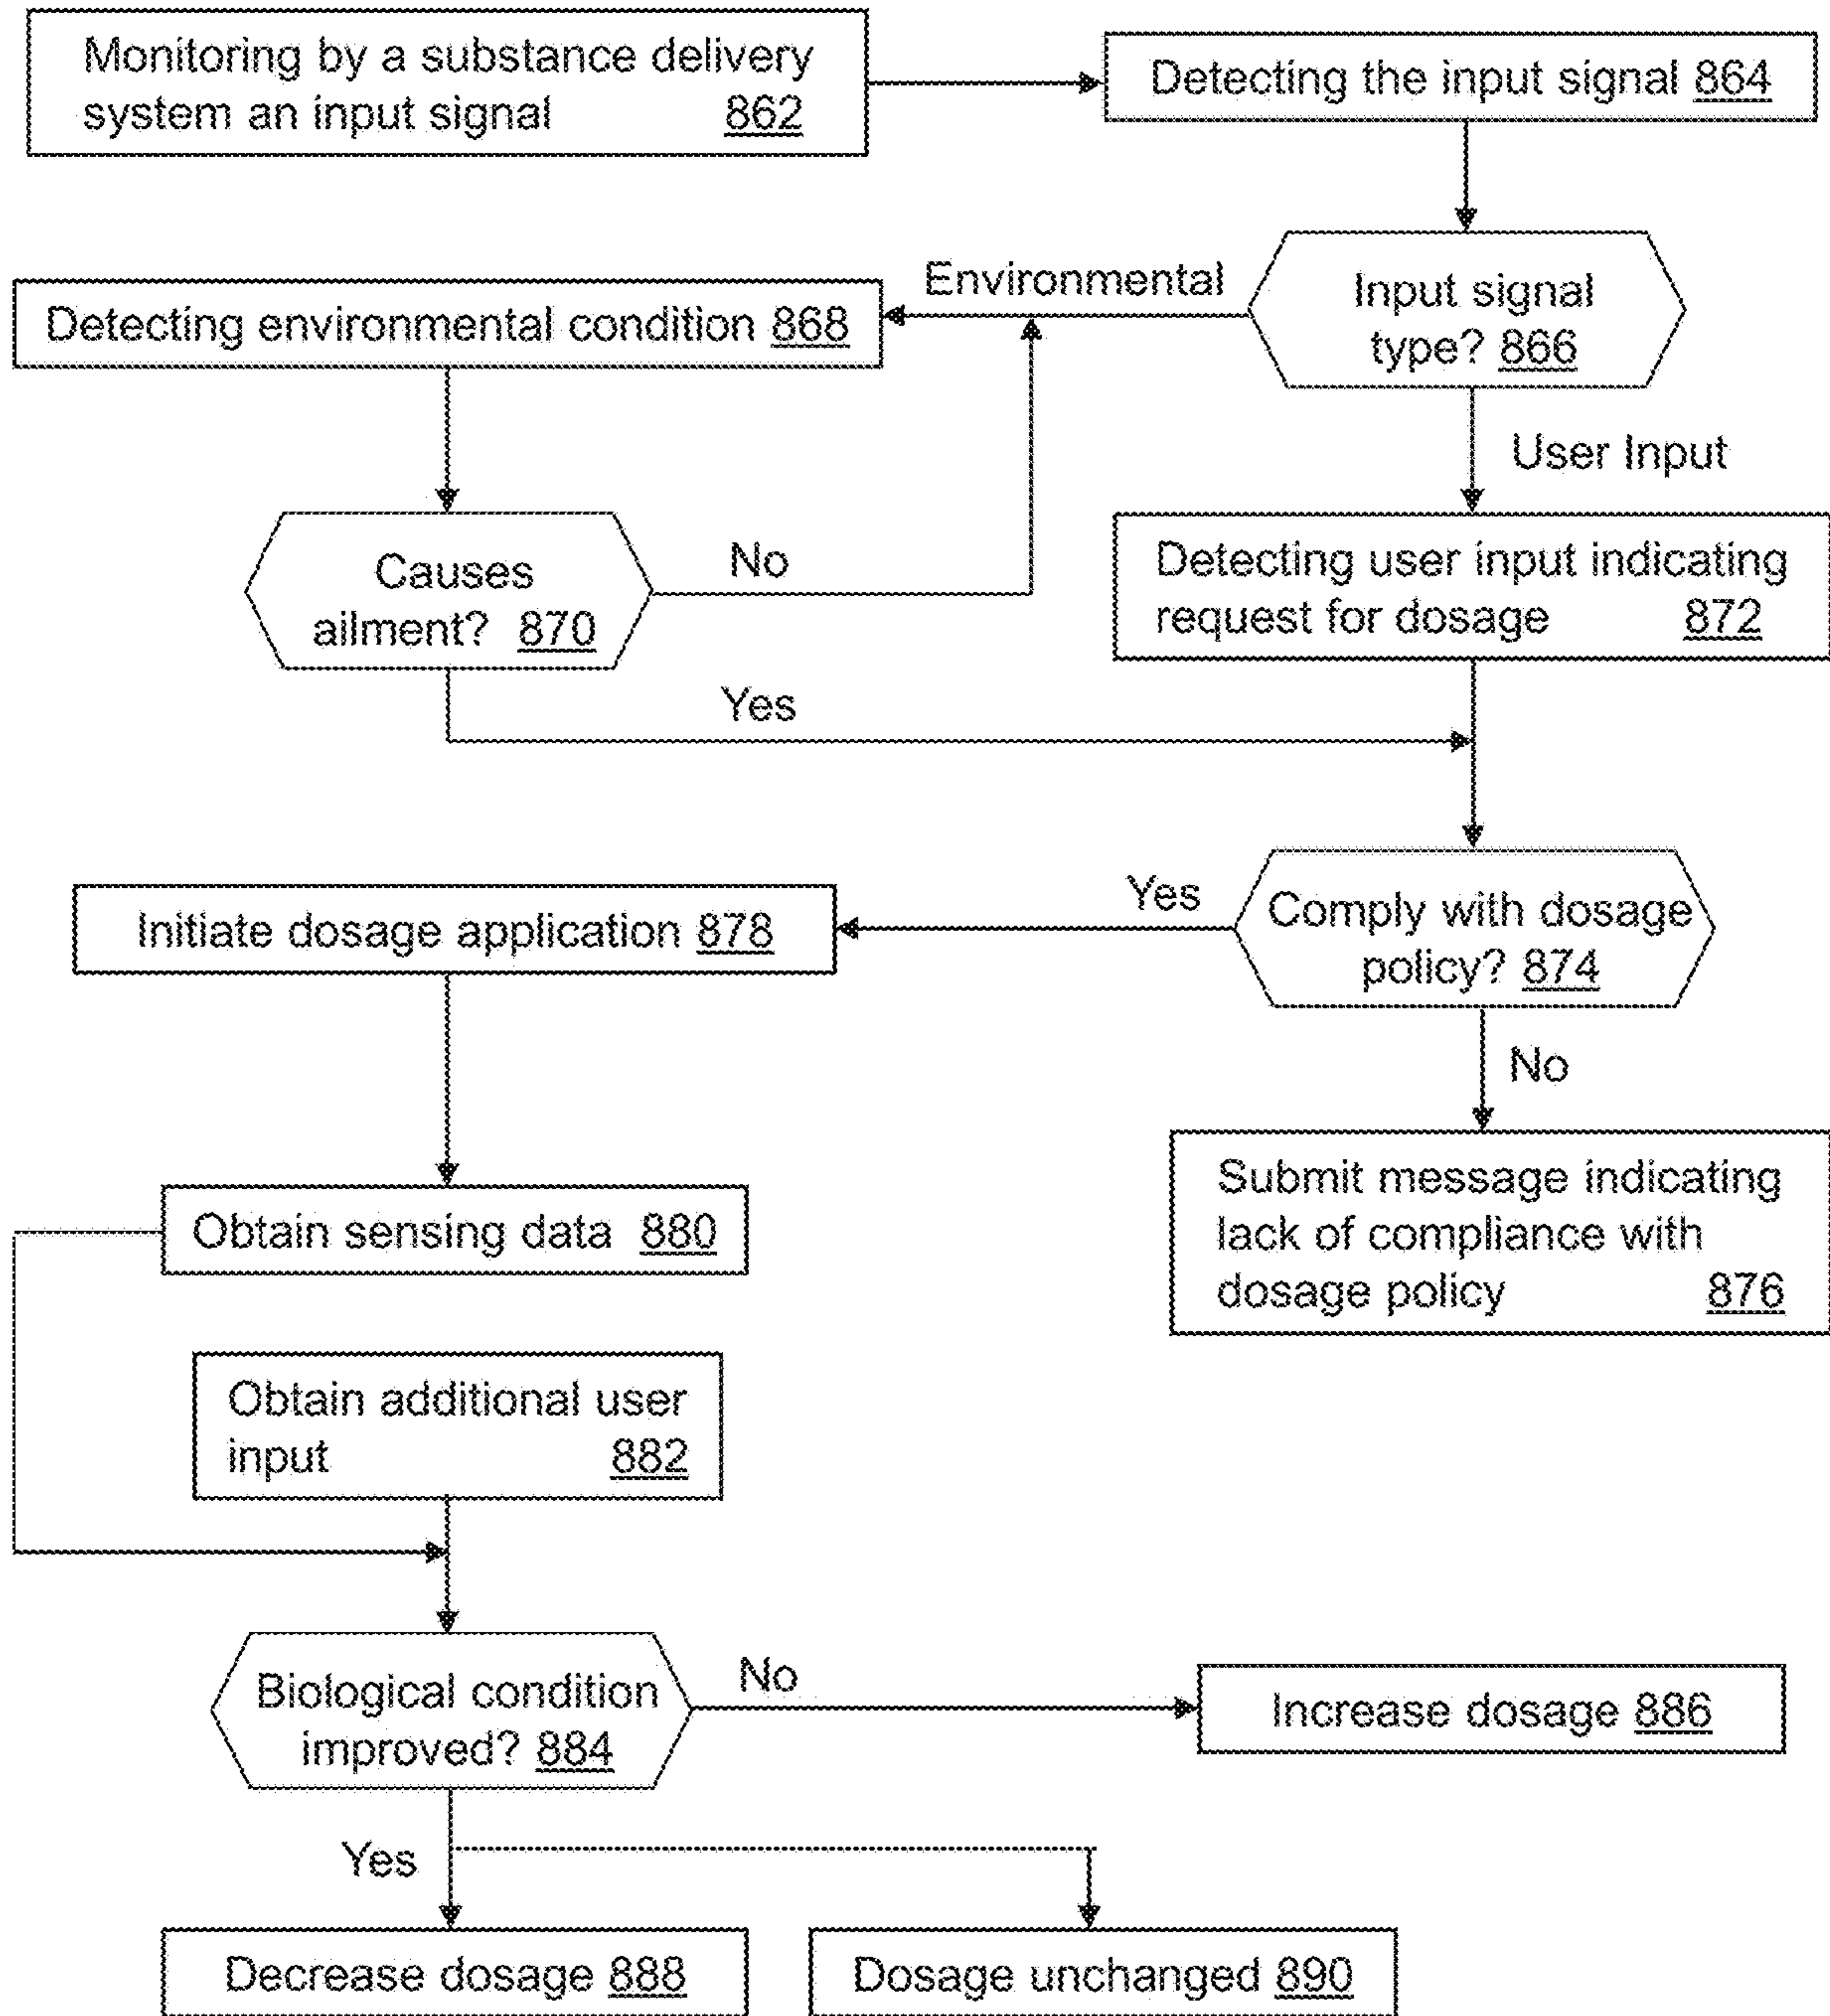 Monitoring by a substance delivery
system an input signal 862
Detecting the input signal 864
Input signal
type? 866
Environmental
Detecting environmental condition 868
User Input
Causes
ailment? 870
No
Detecting user input indicating
request for dosage 872
Yes
Comply with dosage
policy? 874
Yes
Initiate dosage application 878
No
Submit message indicating
lack of compliance with
dosage policy 876
Obtain sensing data 880
Obtain additional user
input 882
Biological condition
improved? 884
No
Increase dosage 886
Yes
Decrease dosage 888
Dosage unchanged 890